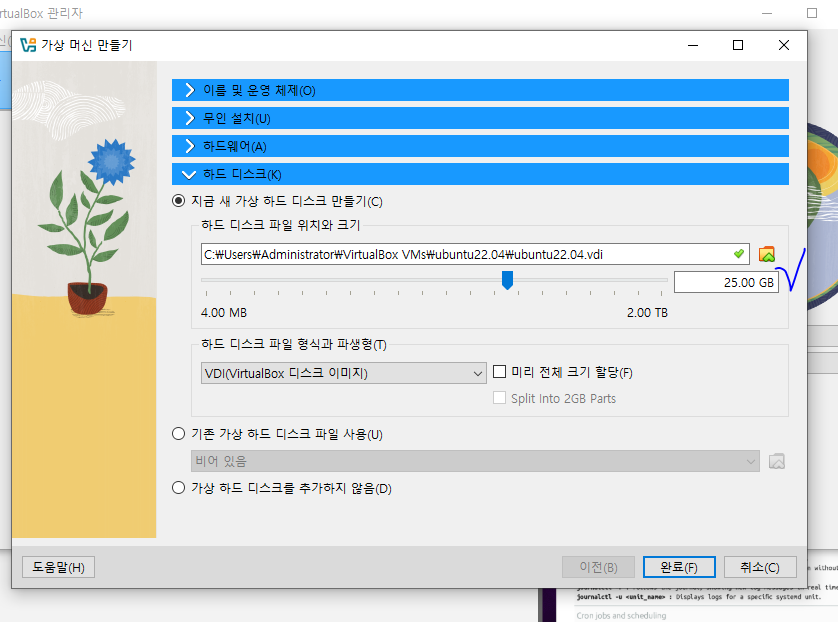 rtualBox 관리자
가상 머신 만들기
이름 및 운영 체제(O)
무인 설치(U)
하드웨어(A)
하드 디스크(K)
지금 새 가상 하드 디스크 만들기(C)
하드 디스크 파일 위치와 크기
C:₩Users₩Administrator₩VirtualBox VMs₩ubuntu22.04₩ubuntu22.04.vdi
25.00 GB
4.00 MB
2.00 TB
하드 디스크 파일 형식과 파생형(T)
VDI(VirtualBox 디스크 이미지)
미리 전체 크기 할당(F)
Split Into 2GB Parts
기존 가상 하드 디스크 파일 사용(U)
비어 있음
가상 하드 디스크를 추가하지 않음(D)
도움말(H)
이전(B)
완료(F)
취소(C)
without
real time
journalctl -u <unit_name> : Displays logs for a specific systemd unit.
Cron jobs and scheduling